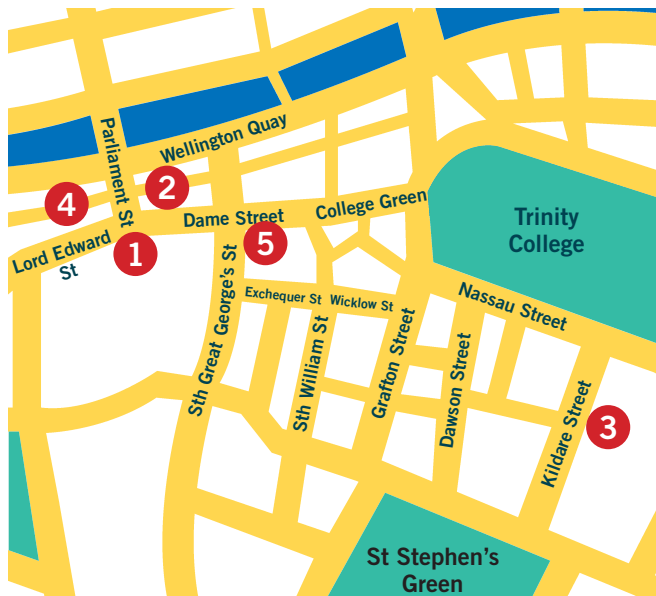 Wellington Quay
Parliament St
2
4
Dame Street
College Green
Trinity
College
Lord Edward
St
1
5
Exchequer St
Wicklow St
Nassau Street
Sth Great George's St
Sth William St
Grafton Street
Dawson Street
Kildare Street
3
St Stephen's
Green